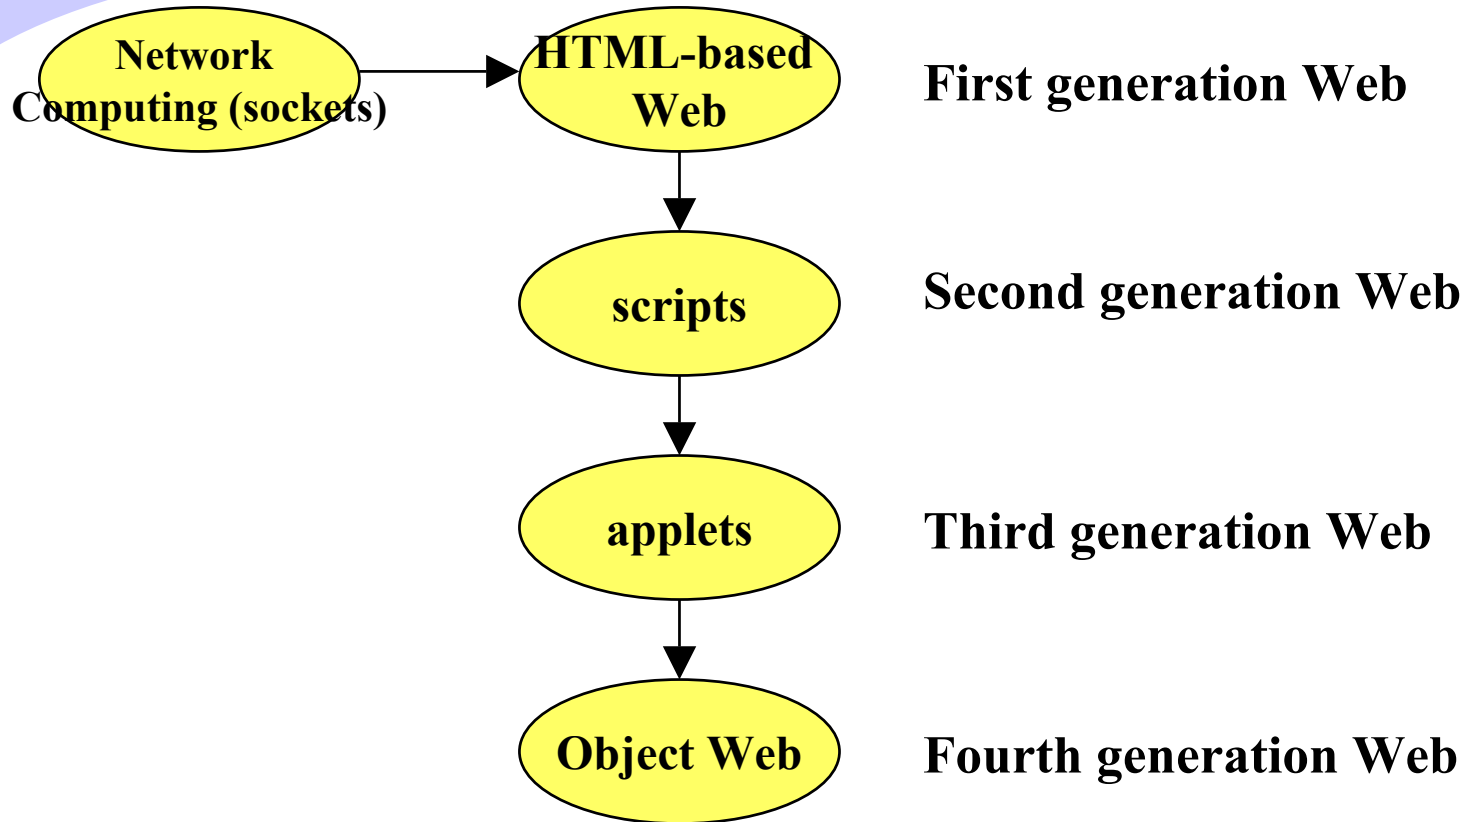 Network
Computing (sockets)
HTML-based
Web
First generation Web
scripts
Second generation Web
applets
Third generation Web
Object Web
Fourth generation Web